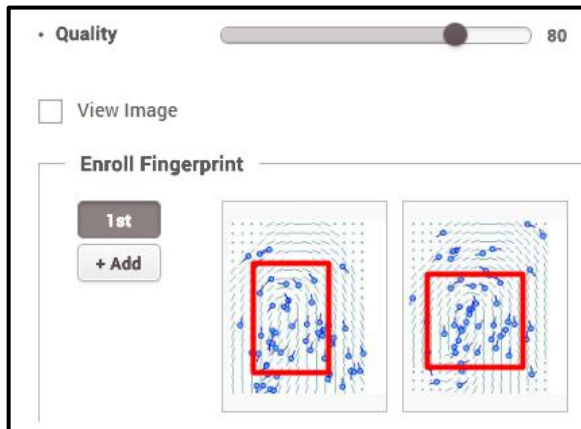 • Quality 80
View Image
Enroll Fingerprint
1st
+ Add